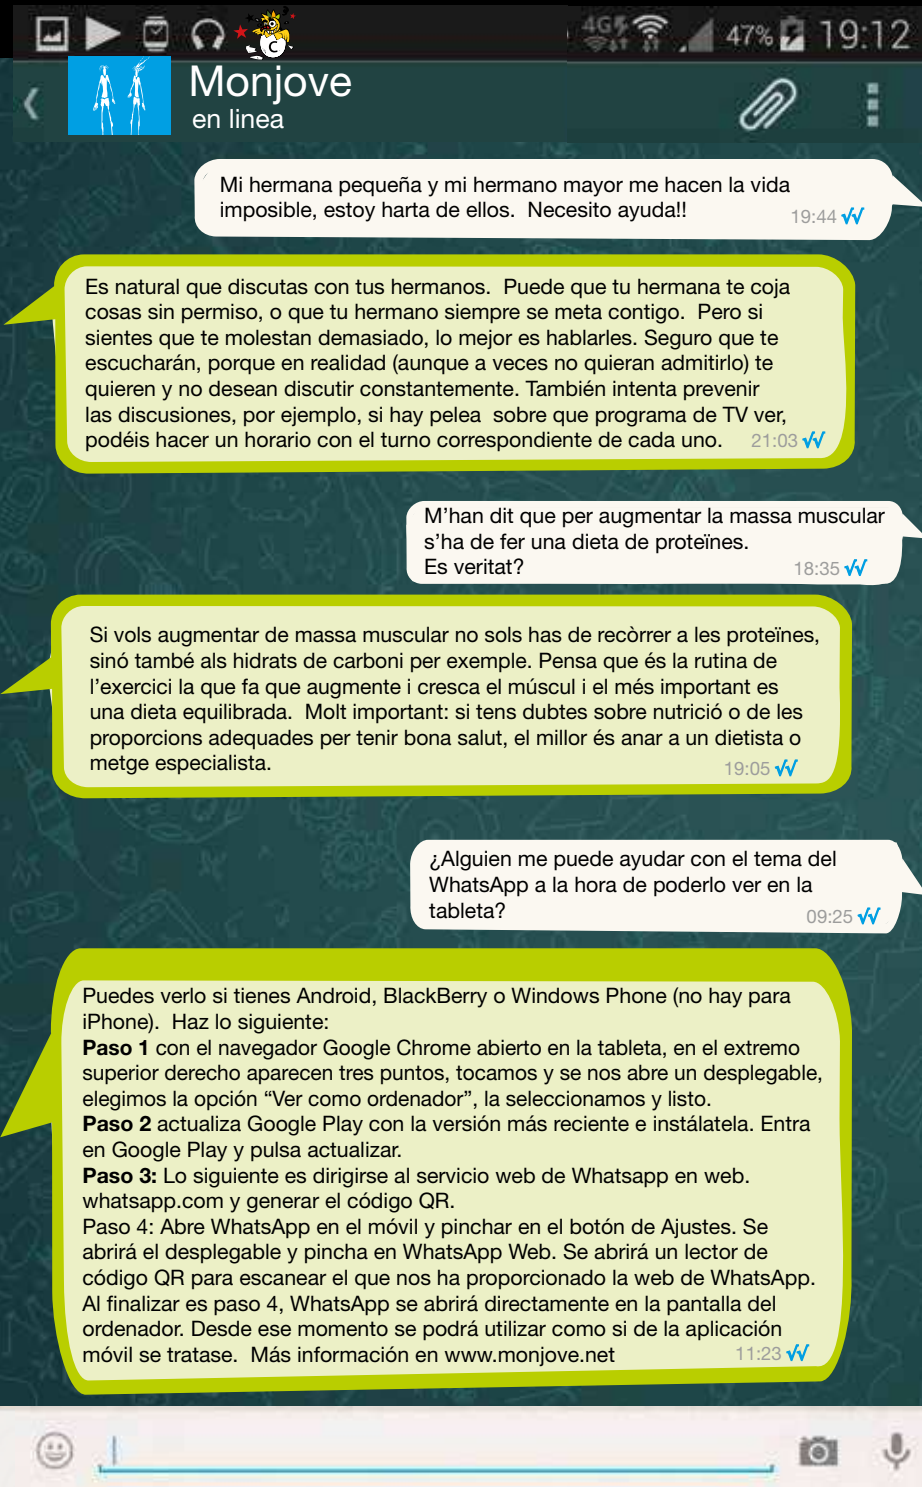 4G 47% 19:12
C
Monjove
en linea
Mi hermana pequeña y mi hermano mayor me hacen la vida
imposible, estoy harta de ellos. Necesito ayuda!!
19:44
Es natural que discutas con tus hermanos. Puede que tu hermana te coja
cosas sin permiso, o que tu hermano siempre se meta contigo. Pero si
sientes que te molestan demasiado, lo mejor es hablarles. Seguro que te
escucharán, porque en realidad (aunque a veces no quieran admitirlo) te
quieren y no desean discutir constantemente. También intenta prevenir
las discusiones, por ejemplo, si hay pelea sobre que programa de TV ver,
podéis hacer un horario con el turno correspondiente de cada uno. 21:03
M'han dit que per augmentar la massa muscular
s'ha de fer una dieta de proteïnes.
Es veritat? 18:35
Si vols augmentar de massa muscular no sols has de recòrrer a les proteïnes,
sinó també als hidrats de carboni per exemple. Pensa que és la rutina de
l'exercici la que fa que augmente i cresca el múscul i el més important es
una dieta equilibrada. Molt important: si tens dubtes sobre nutrició o de les
proporcions adequades per tenir bona salut, el millor és anar a un dietista o
metge especialista. 19:05
¿Alguien me puede ayudar con el tema del
WhatsApp a la hora de poderlo ver en la
tableta? 09:25
Puedes verlo si tienes Android, BlackBerry o Windows Phone (no hay para
iPhone). Haz lo siguiente:
Paso 1 con el navegador Google Chrome abierto en la tableta, en el extremo
superior derecho aparecen tres puntos, tocamos y se nos abre un desplegable,
elegimos la opción “Ver como ordenador”, la seleccionamos y listo.
Paso 2 actualiza Google Play con la versión más reciente e instálatela. Entra
en Google Play y pulsa actualizar.
Paso 3: Lo siguiente es dirigirse al servicio web de Whatsapp en web.
whatsapp.com y generar el código QR.
Paso 4: Abre WhatsApp en el móvil y pinchar en el botón de Ajustes. Se
abrirá el desplegable y pincha en WhatsApp Web. Se abrirá un lector de
código QR para escanear el que nos ha proporcionado la web de WhatsApp.
Al finalizar es paso 4, WhatsApp se abrirá directamente en la pantalla del
ordenador. Desde ese momento se podrá utilizar como si de la aplicación
móvil se tratase. Más información en www.monjove.net 11:23